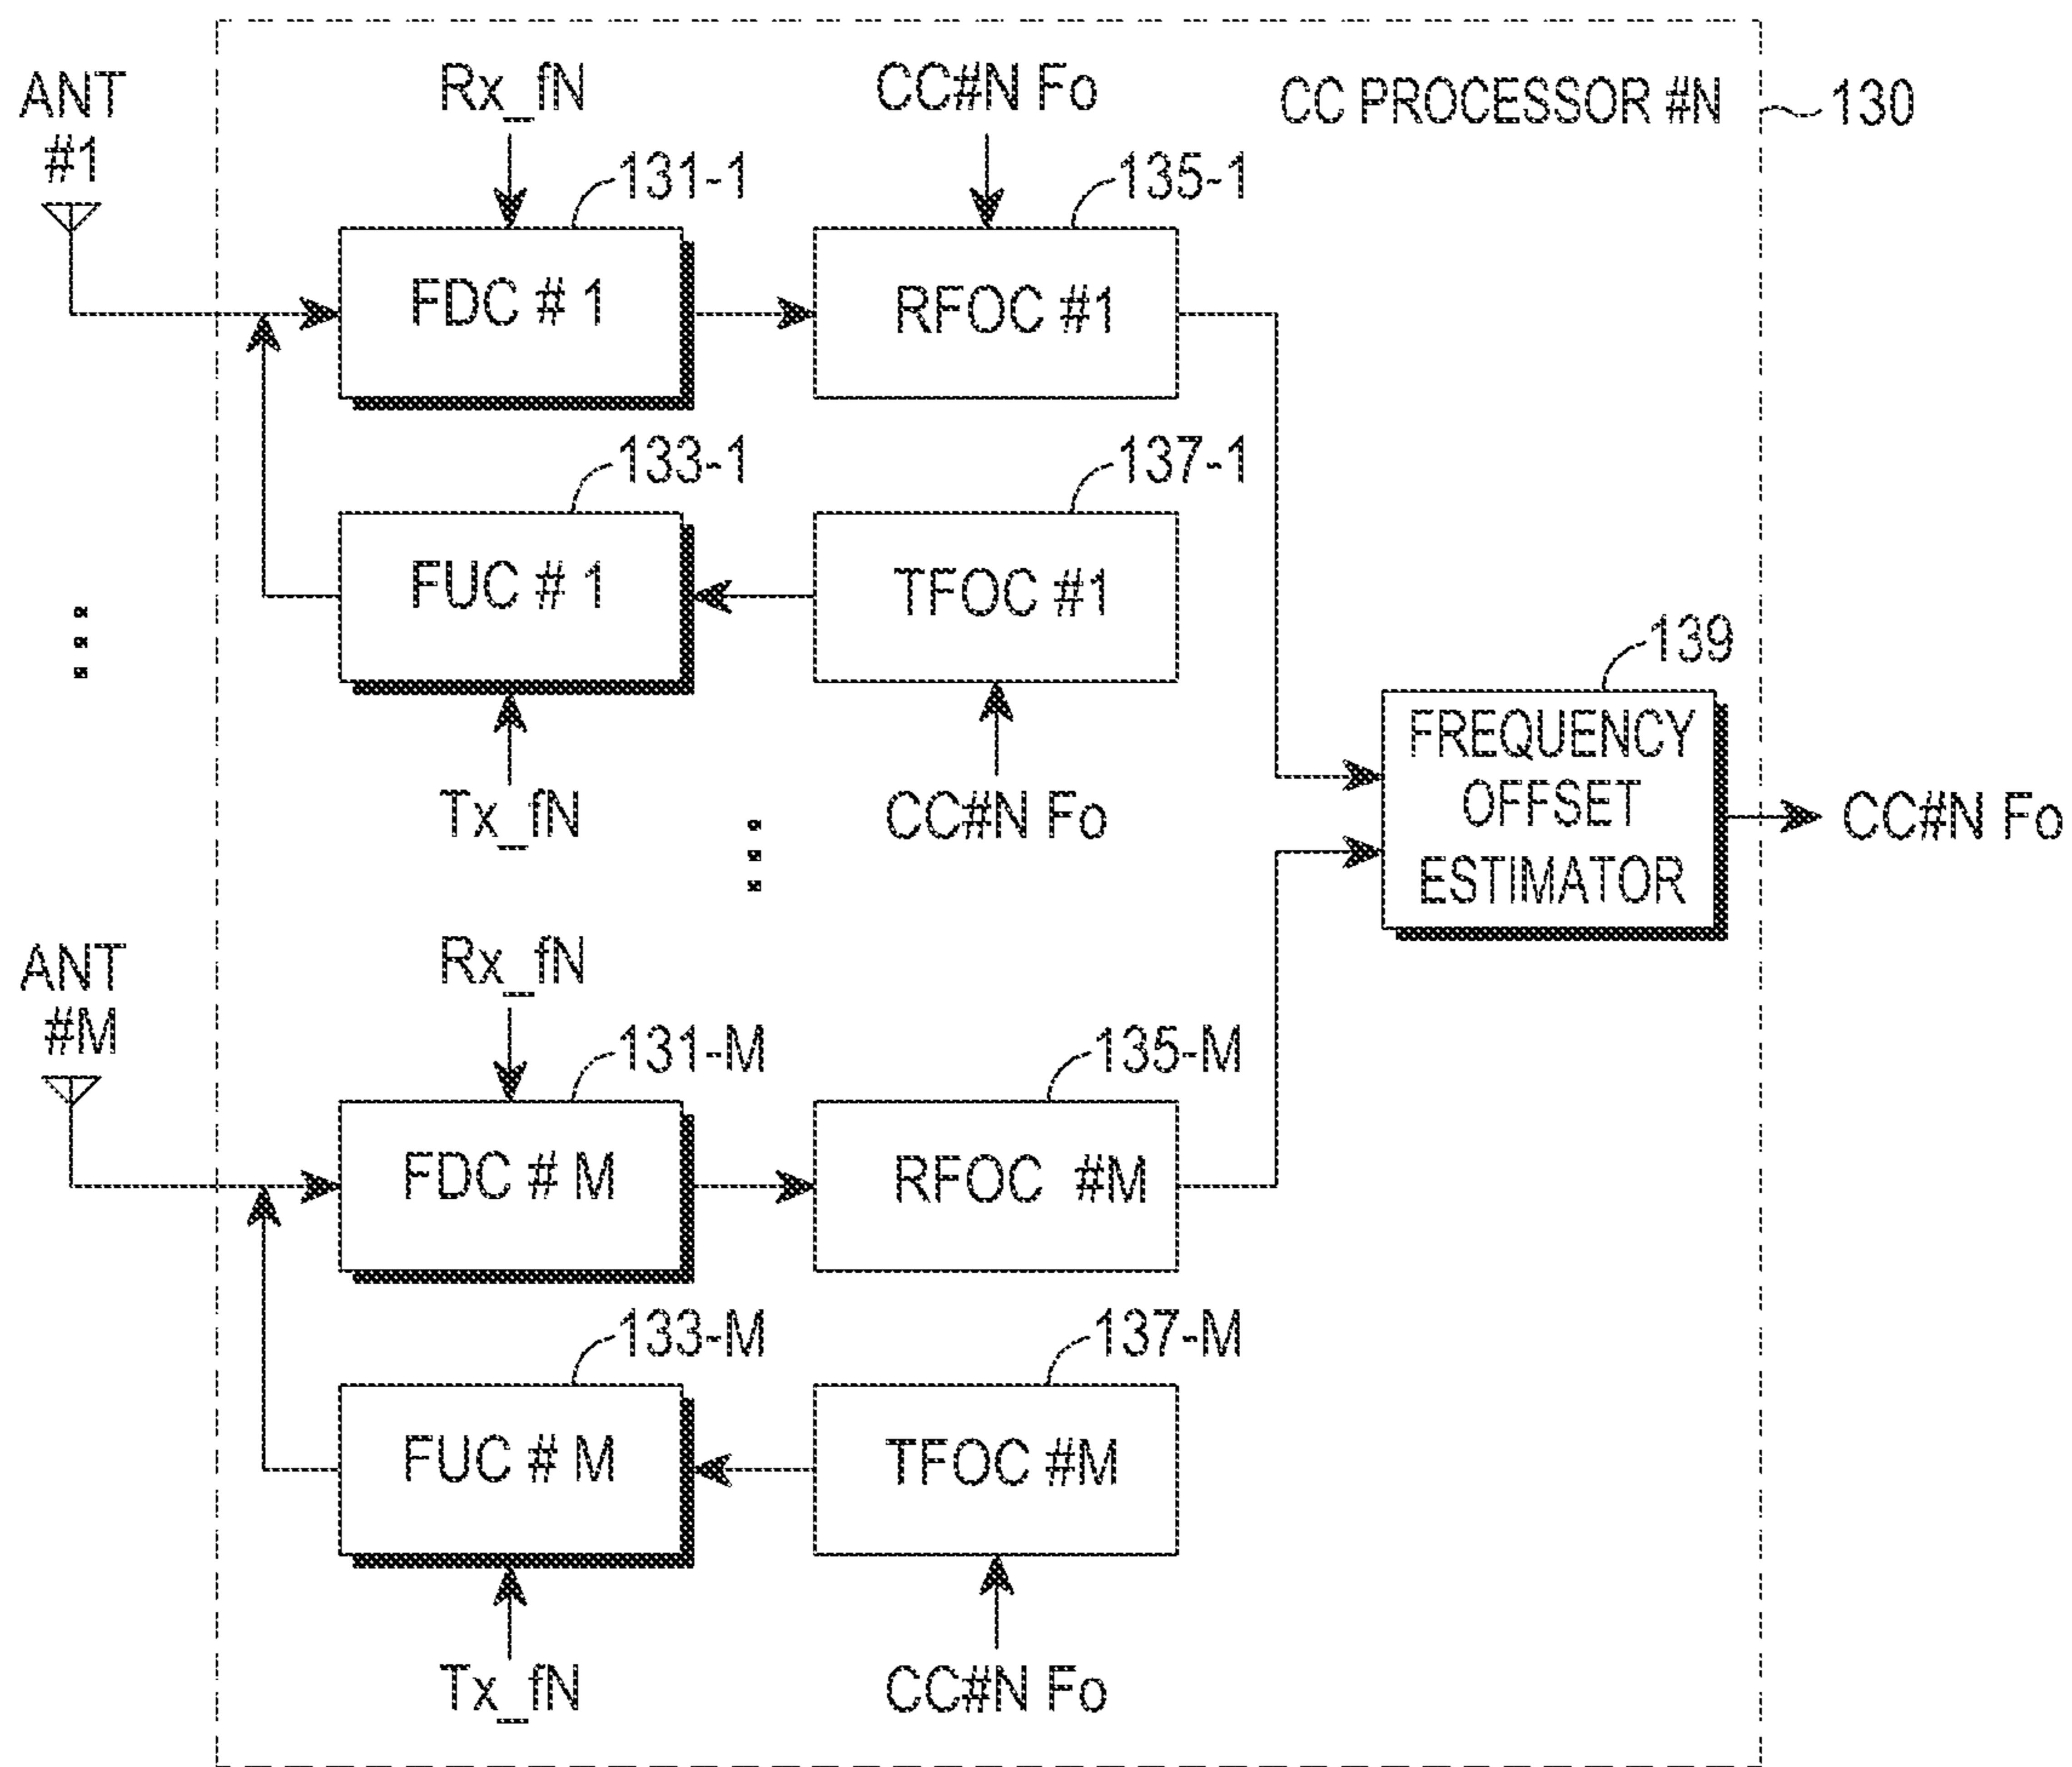 ANT
#1
Rx_fN
CC#N Fo
CC PROCESSOR #N
130
131-1
135-1
FDC # 1
RFOC #1
133-1
137-1
FUC # 1
TFOC #1
139
FREQUENCY
OFFSET
ESTIMATOR
Tx_fN
CC#N Fo
CC#N Fo
ANT
#M
Rx_fN
131-M
135-M
FDC # M
RFOC #M
133-M
137-M
FUC # M
TFOC #M
Tx_fN
CC#N Fo